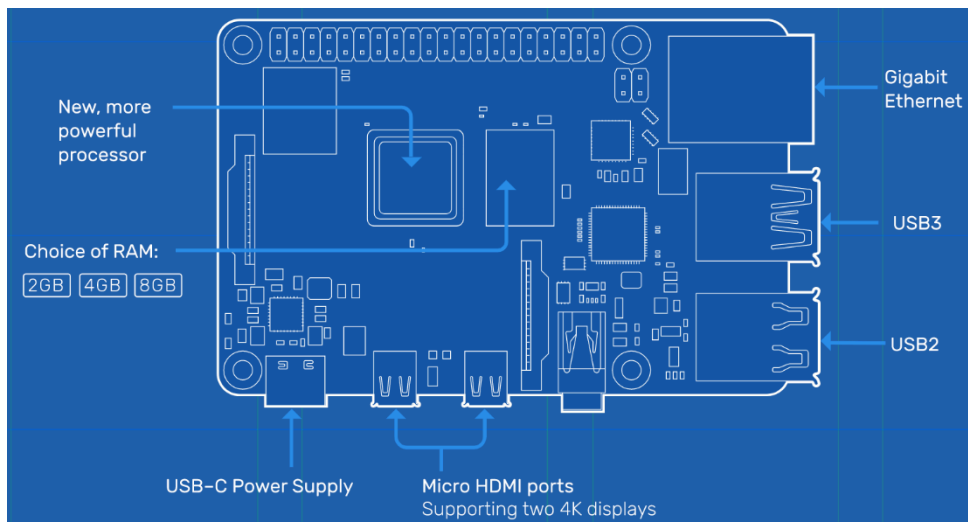 New, more
powerful
processor
Gigabit
Ethernet
USB3
Choice of RAM:
2GB 4GB 8GB
USB2
USB-C Power Supply
Micro HDMI ports
Supporting two 4K displays